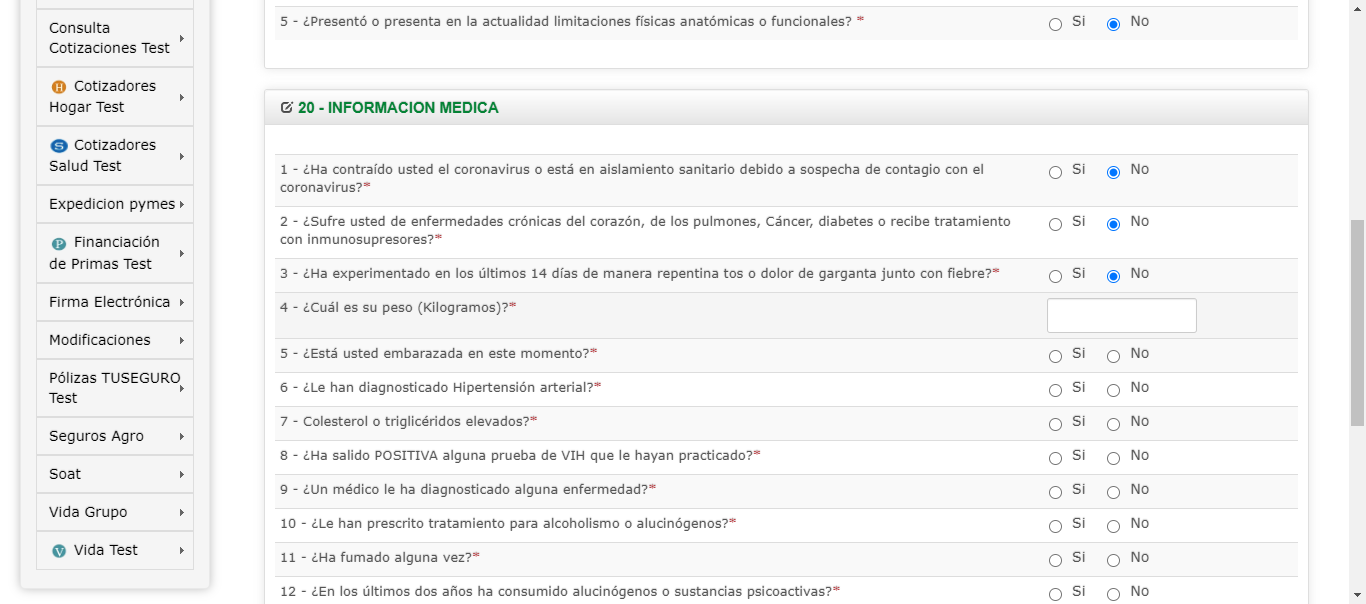 Consulta
Cotizaciones Test
H Cotizadores
Hogar Test
S Cotizadores
Salud Test
Expedicion pymes
P Financiación
de Primas Test
Firma Electrónica
Modificaciones
Pólizas TUSEGURO
Test
Seguros Agro
Soat
Vida Grupo
V Vida Test
5 - ¿Presentó o presenta en la actualidad limitaciones físicas anatómicas o funcionales? * Si No
20 - INFORMACION MEDICA
1 - ¿Ha contraído usted el coronavirus o está en aislamiento sanitario debido a sospecha de contagio con el Si No
coronavirus?*
2 - ¿Sufre usted de enfermedades crónicas del corazón, de los pulmones, Cáncer, diabetes o recibe tratamiento Si No
con inmunosupresores?*
3 - ¿Ha experimentado en los últimos 14 días de manera repentina tos o dolor de garganta junto con fiebre?* Si No
4 - ¿Cuál es su peso (Kilogramos)?*
5 - ¿Está usted embarazada en este momento?* Si No
6 - ¿Le han diagnosticado Hipertensión arterial?* Si No
7 - Colesterol o triglicéridos elevados?* Si No
8 - ¿Ha salido POSITIVA alguna prueba de VIH que le hayan practicado?* Si No
9 - ¿Un médico le ha diagnosticado alguna enfermedad?* Si No
10 - ¿Le han prescrito tratamiento para alcoholismo o alucinógenos?* Si No
11 - ¿Ha fumado alguna vez?* Si No
12 - ¿En los últimos dos años ha consumido alucinógenos o sustancias psicoactivas?* Si No